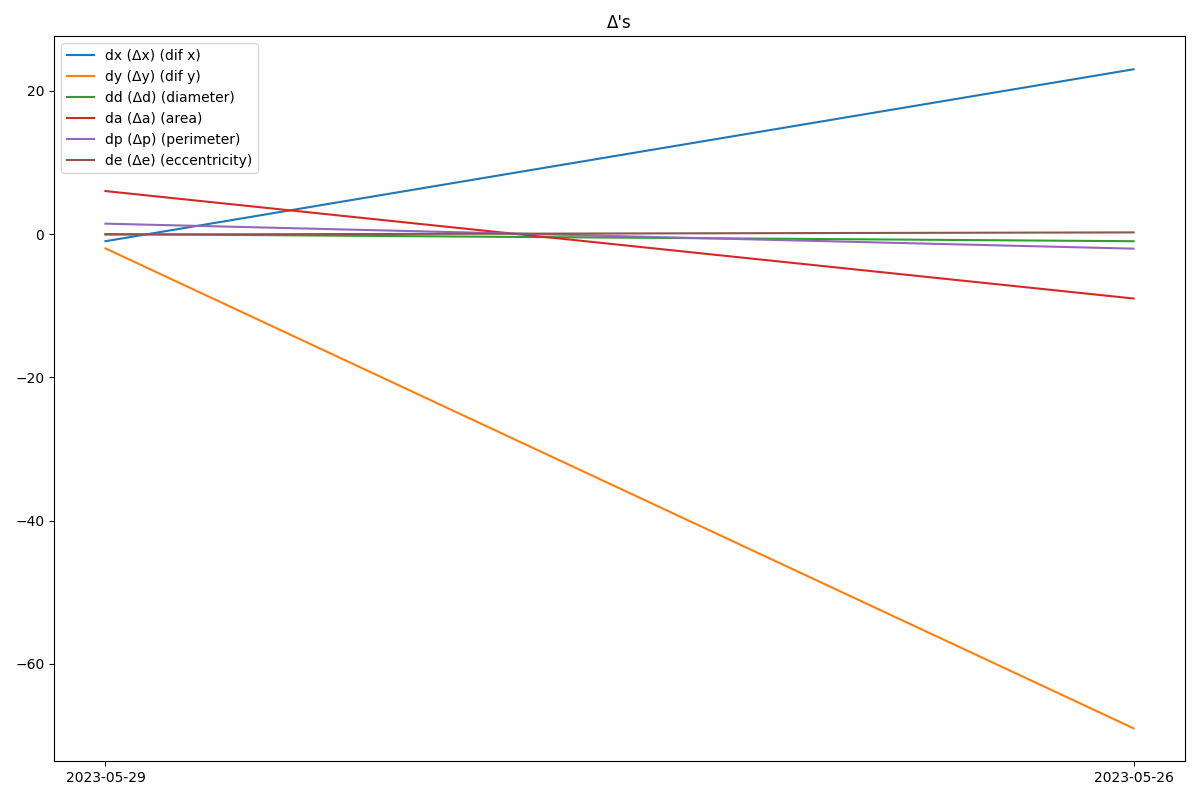 Δ's
dx (Δx) (dif x)
dy (Δy) (dif y)
dd (Δd) (diameter)
da (Δa) (area)
dp (Δp) (perimeter)
de (Δe) (eccentricity)
20
0
−20
−40
−60
2023-05-29
2023-05-26